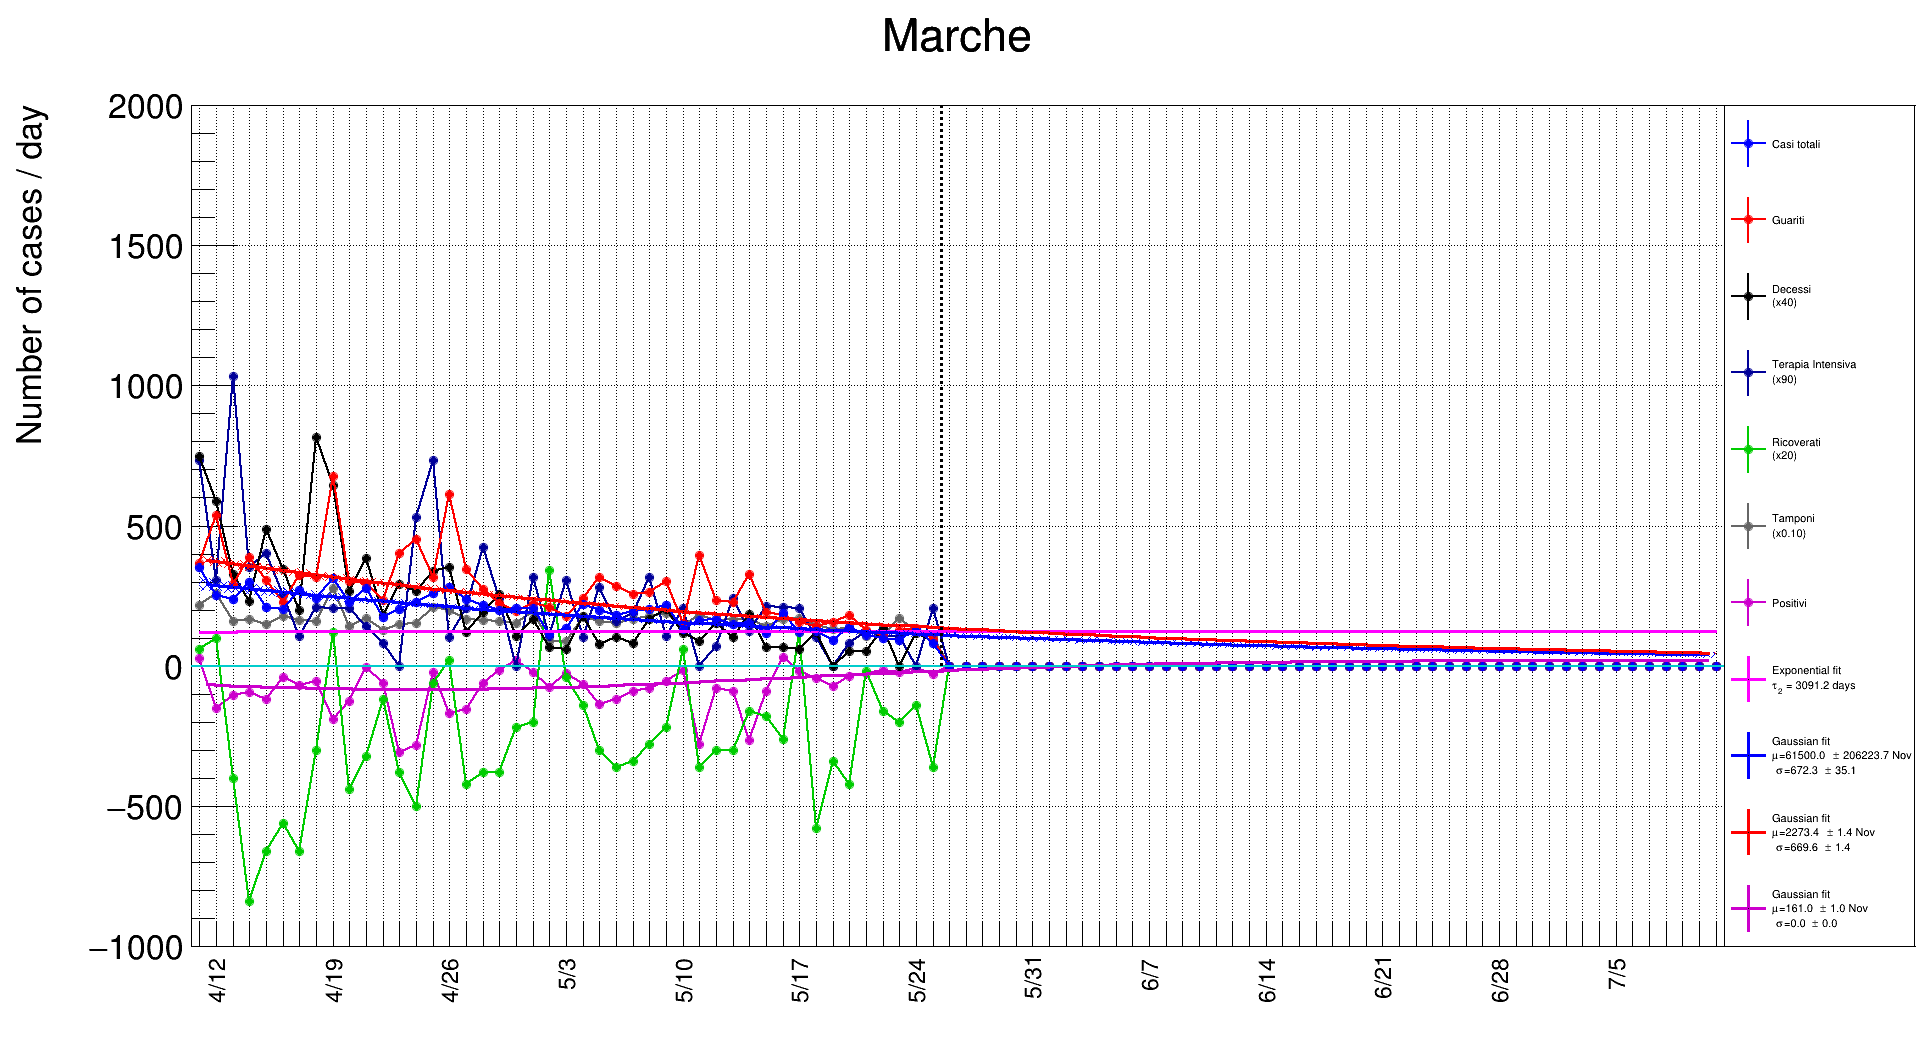 Marche
Number of cases / day
2000
1500
1000
500
0
−500
−1000
4/12
4/19
4/26
5/3
5/10
5/17
5/24
5/31
6/7
6/14
6/21
6/28
7/5
Casi totali
Guariti
Decessi
(x40)
Terapia Intensiva
(x90)
Ricoverati
(x20)
Tamponi
(x0.10)
Positivi
Exponential fit
τ2 = 3091.2 days
Gaussian fit
μ=61500.0 ± 206223.7 Nov
σ=672.3 ± 35.1
Gaussian fit
μ=2273.4 ± 1.4 Nov
σ=669.6 ± 1.4
Gaussian fit
μ=161.0 ± 1.0 Nov
σ=0.0 ± 0.0